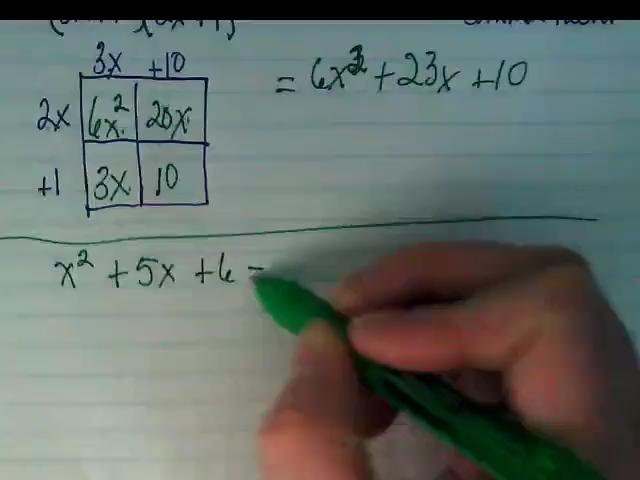 3x +10
= 6x² + 23x + 10
2x 6x² 20x
+1 3x 10
x² + 5x + 6 =